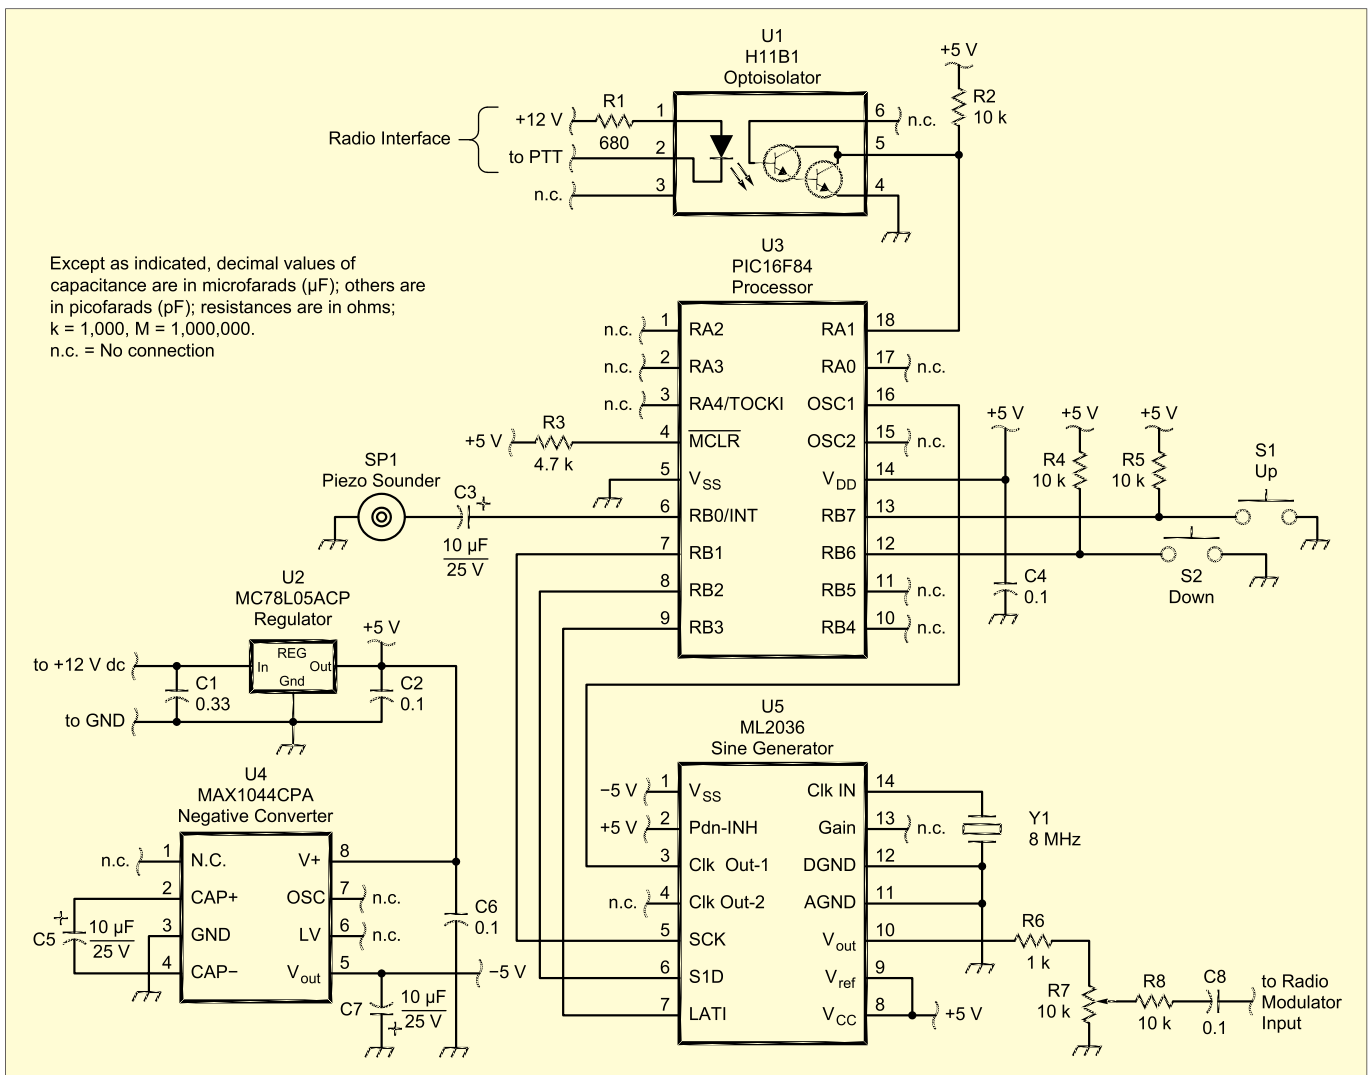 U1
H11B1
Optoisolator
+5 V
R2
10 k
Radio Interface
+12 V
R1
680
1
to PTT
2
n.c.
3
6
n.c.
5
4
Except as indicated, decimal values of
capacitance are in microfarads (µF); others are
in picofarads (pF); resistances are in ohms;
k = 1,000, M = 1,000,000.
n.c. = No connection
U3
PIC16F84
Processor
n.c. 1 RA2
RA1 18
n.c. 2 RA3
RA0 17 n.c.
n.c. 3 RA4/TOCKI
OSC1 16
+5 V
R3
4.7 k
4 MCLR
OSC2 15 n.c.
5 VSS
VDD 14
6 RB0/INT
RB7 13
7 RB1
RB6 12
8 RB2
RB5 11 n.c.
9 RB3
RB4 10 n.c.
SP1
Piezo Sounder
C3
+
10 µF
25 V
+5 V
+5 V
+5 V
R4
10 k
R5
10 k
S1
Up
S2
Down
C4
0.1
U2
MC78L05ACP
Regulator
+5 V
to +12 V dc
REG
In
Out
Gnd
C1
0.33
C2
0.1
to GND
U4
MAX1044CPA
Negative Converter
n.c. 1 N.C.
V+ 8
2 CAP+
OSC 7 n.c.
3 GND
LV 6 n.c.
4 CAP−
Vout 5
−5 V
+
C5
10 µF
25 V
C6
0.1
C7
10 µF
25 V
+
U5
ML2036
Sine Generator
−5 V 1 VSS
Clk IN 14
+5 V 2 Pdn-INH
Gain 13 n.c.
3 Clk Out-1
DGND 12
n.c. 4 Clk Out-2
AGND 11
5 SCK
Vout 10
6 S1D
Vref 9
7 LATI
VCC 8
+5 V
Y1
8 MHz
R6
1 k
R7
10 k
R8
10 k
C8
0.1
to Radio
Modulator
Input